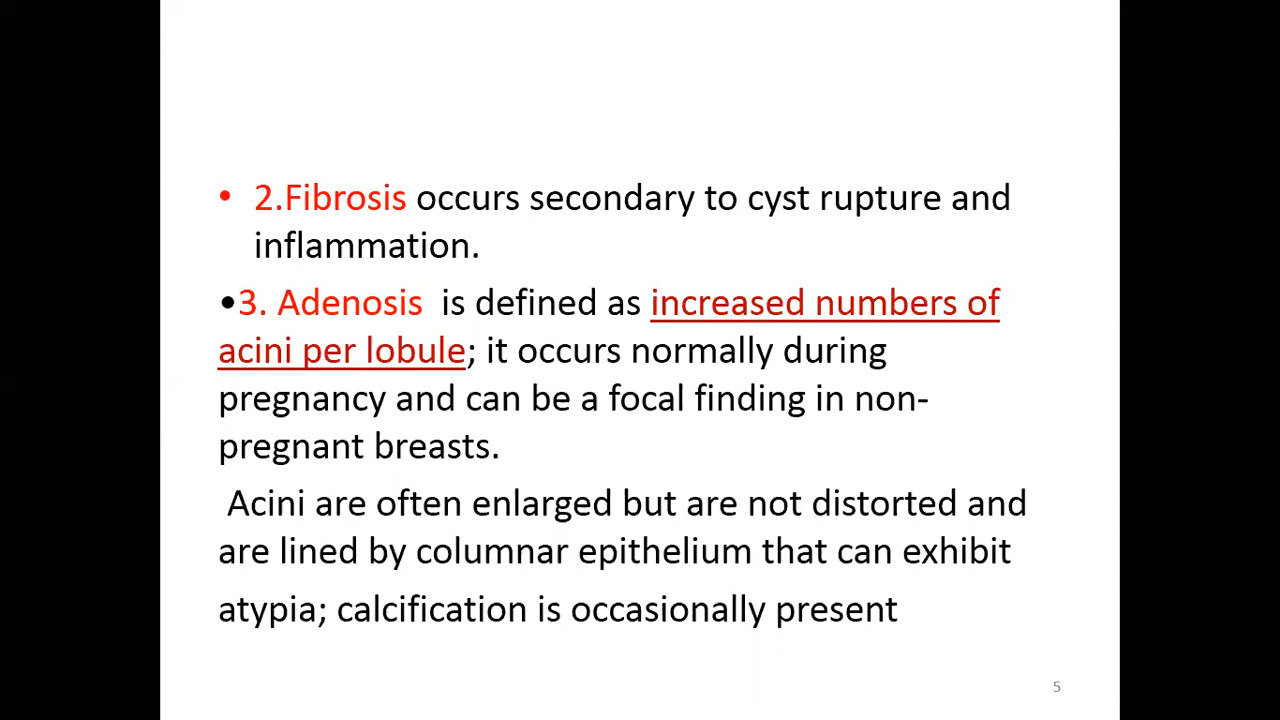 • 2.Fibrosis occurs secondary to cyst rupture and
inflammation.
•3. Adenosis is defined as increased numbers of
acini per lobule; it occurs normally during
pregnancy and can be a focal finding in non-
pregnant breasts.
Acini are often enlarged but are not distorted and
are lined by columnar epithelium that can exhibit
atypia; calcification is occasionally present
5